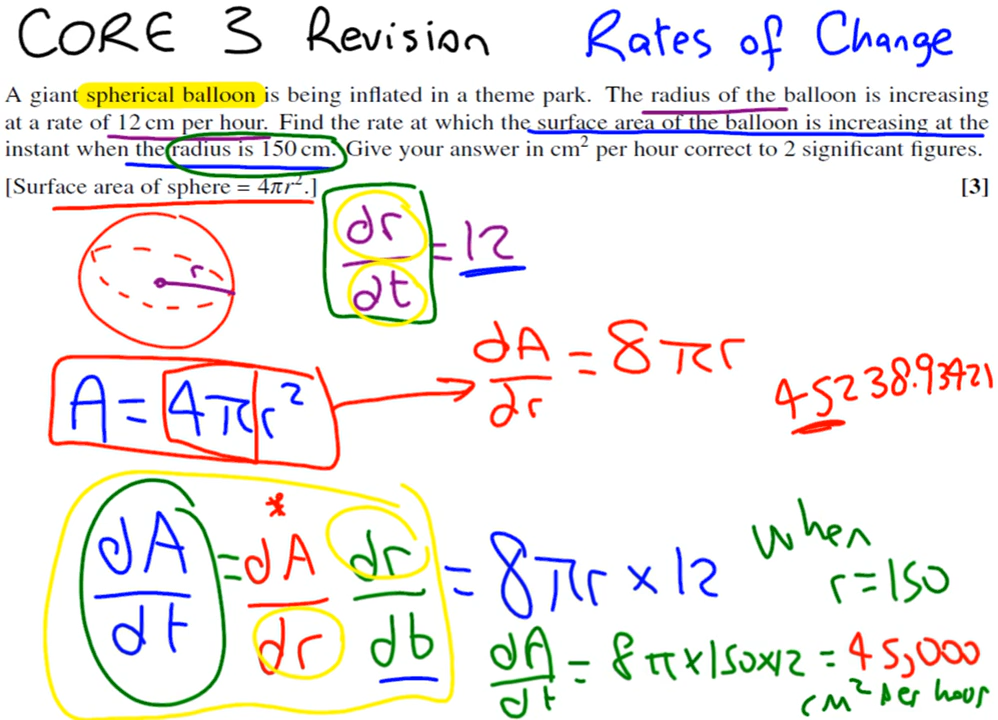 CORE 3 Revision Rates of Change
A giant spherical balloon is being inflated in a theme park. The radius of the balloon is increasing
at a rate of 12 cm per hour. Find the rate at which the surface area of the balloon is increasing at the
instant when the radius is 150 cm. Give your answer in cm² per hour correct to 2 significant figures.
[Surface area of sphere = 4πr².] [3]
dr/dt = 12
r
dA/dr = 8πr
45238.93421
A = 4πr²
*
dA/dt = dA/dr dr/dt = 8πr × 12
when
r=150
dA/dt = 8π×150×12 = 45,000
cm² per hour